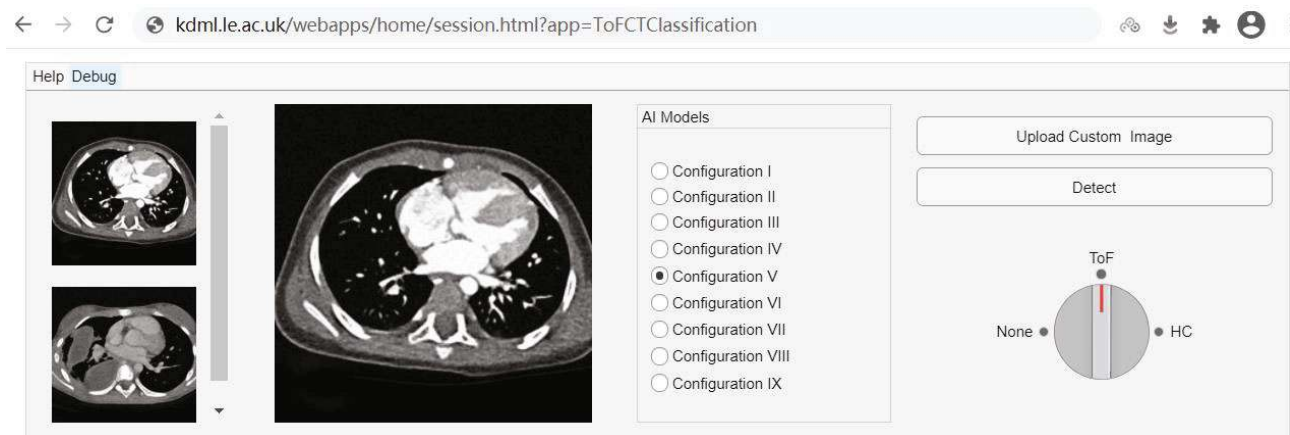 kdml.le.ac.uk/webapps/home/session.html?app=ToFCTClassification
Help Debug
AI Models
Configuration I
Configuration II
Configuration III
Configuration IV
Configuration V
Configuration VI
Configuration VII
Configuration VIII
Configuration IX
Upload Custom Image
Detect
ToF
None
HC